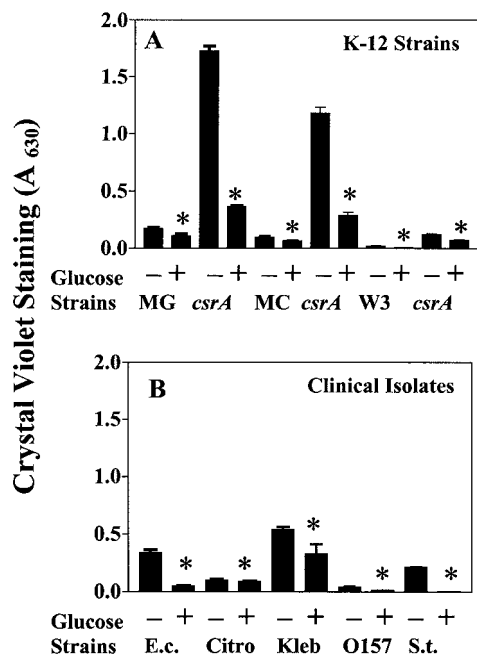 Crystal Violet Staining (A 630)
A K-12 Strains
2.0
1.5
1.0
0.5
0.0
* * * * * *
Glucose − + − + − + − + − + − +
Strains MG csrA MC csrA W3 csrA
B Clinical Isolates
2.0
1.5
1.0
0.5
0.0
* * * * *
Glucose − + − + − + − + − +
Strains E.c. Citro Kleb O157 S.t.